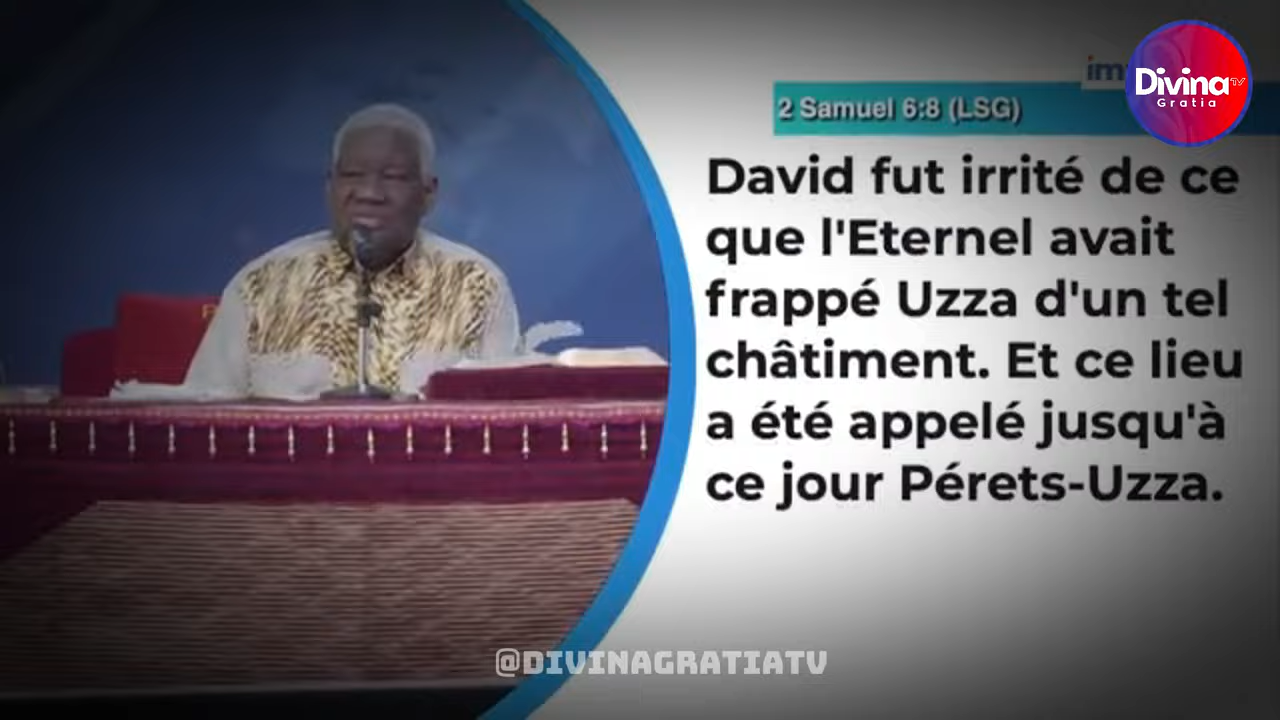 Divina TV
Gratia
2 Samuel 6:8 (LSG)
David fut irrité de ce
que l'Eternel avait
frappé Uzza d'un tel
châtiment. Et ce lieu
a été appelé jusqu'à
ce jour Pérets-Uzza.
@DIVINAGRATIATV